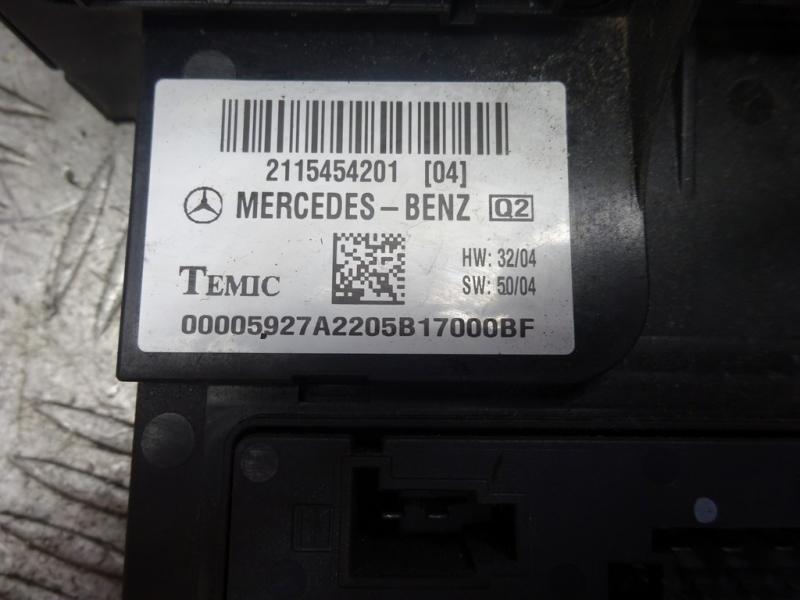 2115454201 [04]
MERCEDES-BENZ Q2
HW: 32/04
TEMIC
SW: 50/04
00005927A2205B17000BF